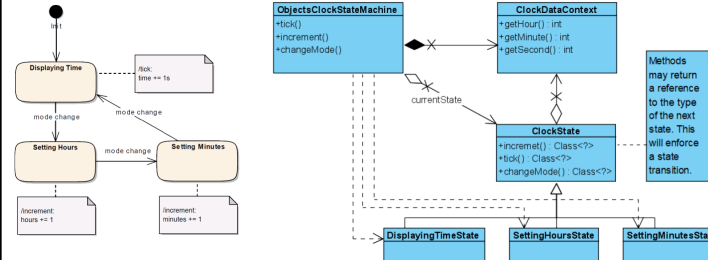 Init
Displaying Time
/tick:
time += 1s
mode change
mode change
Setting Hours
mode change
Setting Minutes
/increment:
hours += 1
/increment:
minutes += 1
ObjectsClockStateMachine
+tick()
+increment()
+changeMode()
ClockDataContext
+getHour() : int
+getMinute() : int
+getSecond() : int
currentState
ClockState
+incremet() : Class<?>
+tick() : Class<?>
+changeMode() : Class<?>
Methods
may return
a reference
to the type
of the next
state. This
will enforce
a state
transition.
DisplayingTimeState
SettingHoursState
SettingMinutesSta